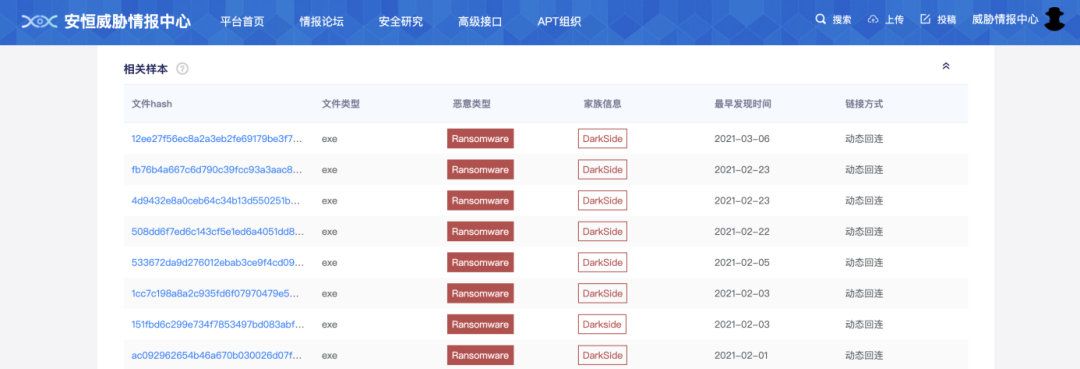 安恒威胁情报中心 平台首页 情报论坛 安全研究 高级接口 APT组织 搜索 上传 投稿 威胁情报中心
相关样本 ?
文件hash 文件类型 恶意类型 家族信息 最早发现时间 链接方式
12ee27f56ec8a2a3eb2fe69179be3f7... exe Ransomware DarkSide 2021-03-06 动态回连
fb76b4a667c6d790c39fcc93a3aac8... exe Ransomware DarkSide 2021-02-23 动态回连
4d9432e8a0ceb64c34b13d550251b... exe Ransomware DarkSide 2021-02-23 动态回连
508dd6f7ed6c143cf5e1ed6a4051dd8... exe Ransomware DarkSide 2021-02-22 动态回连
533672da9d276012ebab3ce9f4cd09... exe Ransomware DarkSide 2021-02-05 动态回连
1cc7c198a8a2c935fd6f07970479e5... exe Ransomware DarkSide 2021-02-03 动态回连
151fbd6c299e734f7853497bd083abf... exe Ransomware Darkside 2021-02-03 动态回连
ac092962654b46a670b030026d07f... exe Ransomware DarkSide 2021-02-01 动态回连